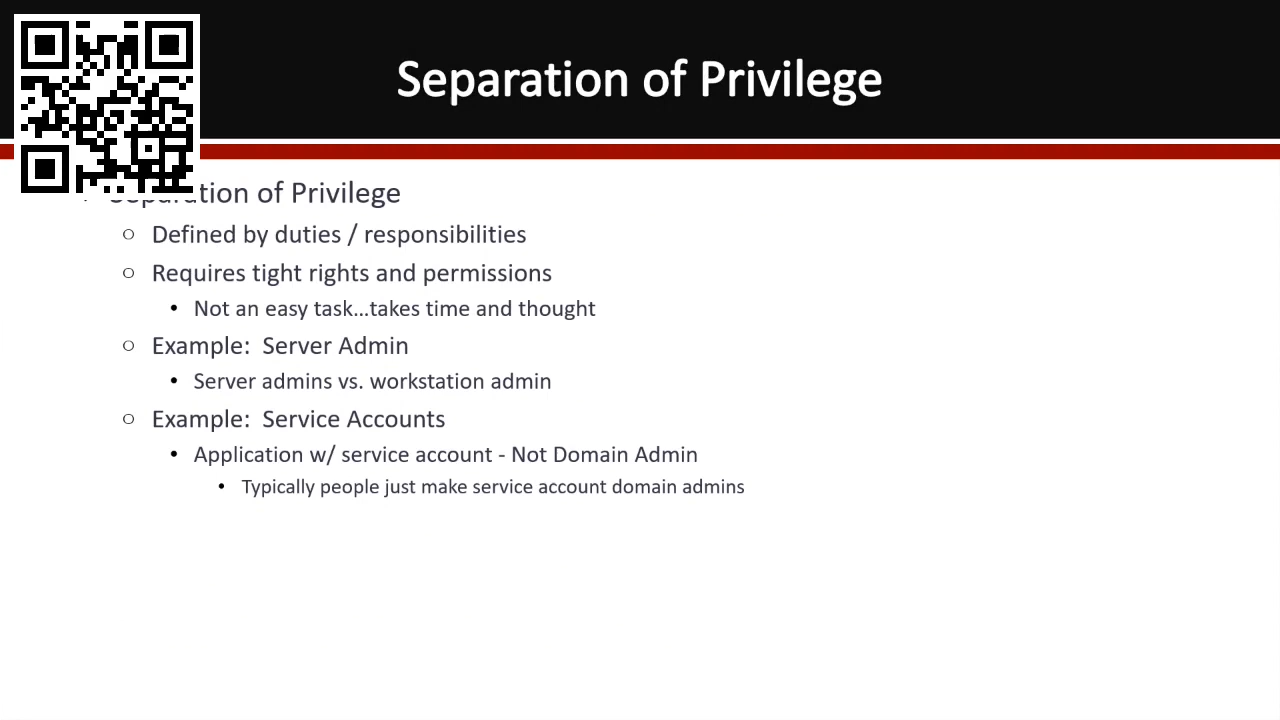 Separation of Privilege
Separation of Privilege
○ Defined by duties / responsibilities
○ Requires tight rights and permissions
• Not an easy task...takes time and thought
○ Example:  Server Admin
• Server admins vs. workstation admin
○ Example:  Service Accounts
• Application w/ service account - Not Domain Admin
• Typically people just make service account domain admins